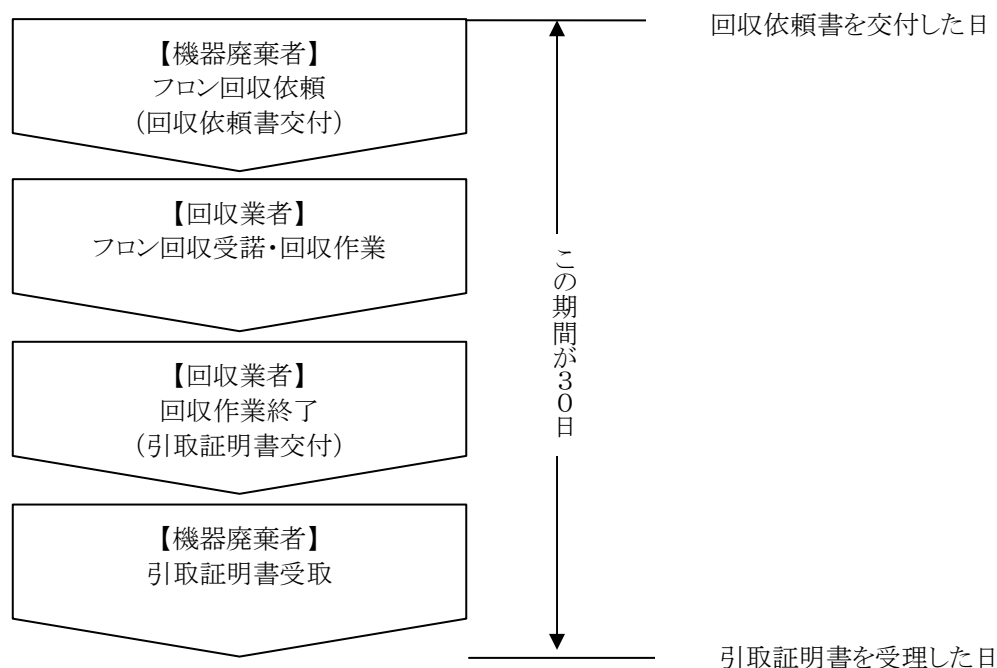 回収依頼書を交付した日
【機器廃棄者】
フロン回収依頼
(回収依頼書交付)
【回収業者】
フロン回収受諾・回収作業
この期間が30日
【回収業者】
回収作業終了
(引取証明書交付)
【機器廃棄者】
引取証明書受取
引取証明書を受理した日